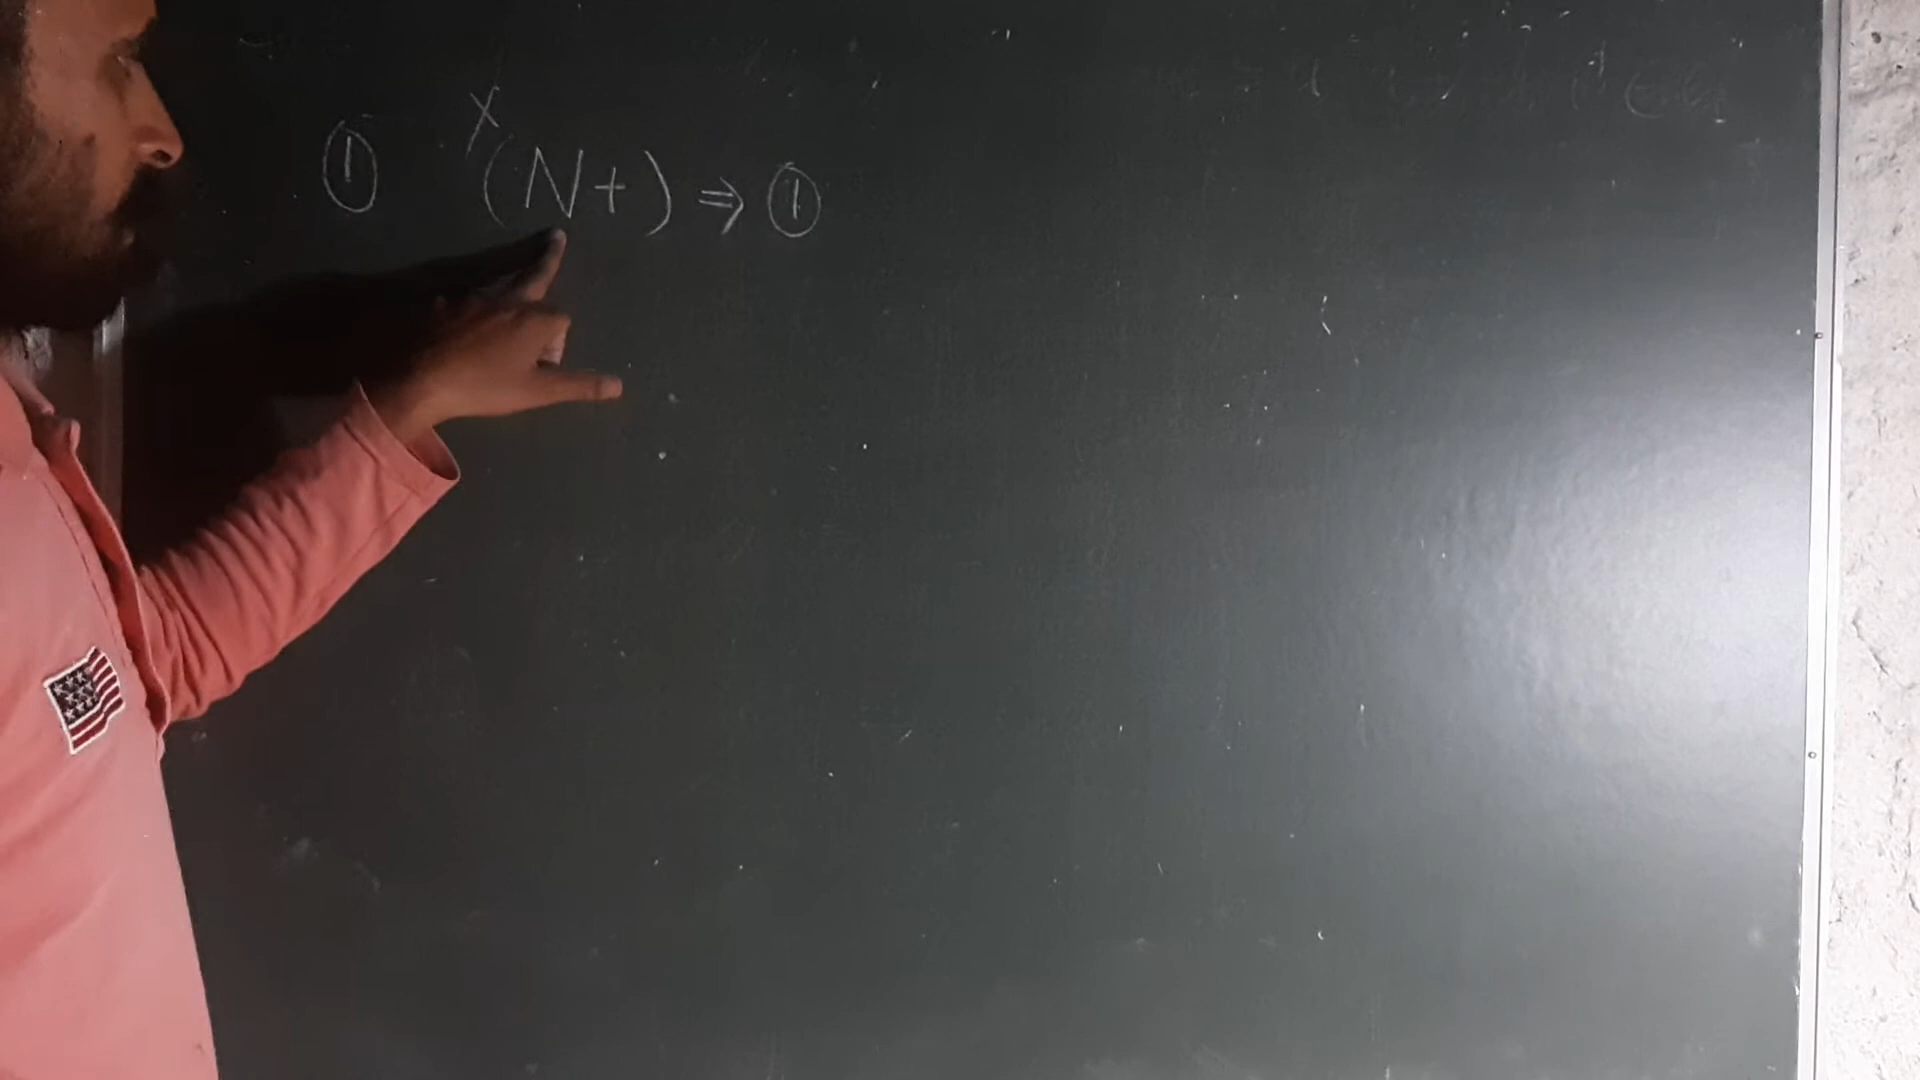 ① X (N+) ⇒ ①